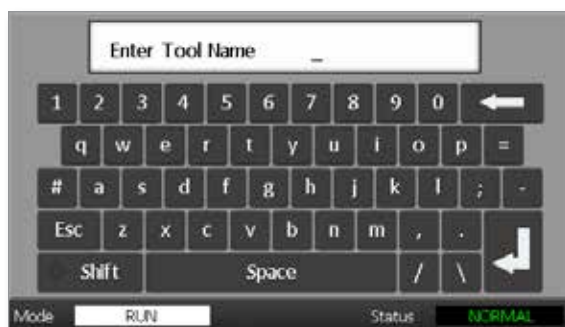 Enter Tool Name _
1 2 3 4 5 6 7 8 9 0
q w e r t y u i o p =
# a s d f g h j k l ; -
Esc z x c v b n m , .
Shift Space / \
Mode RUN Status NORMAL